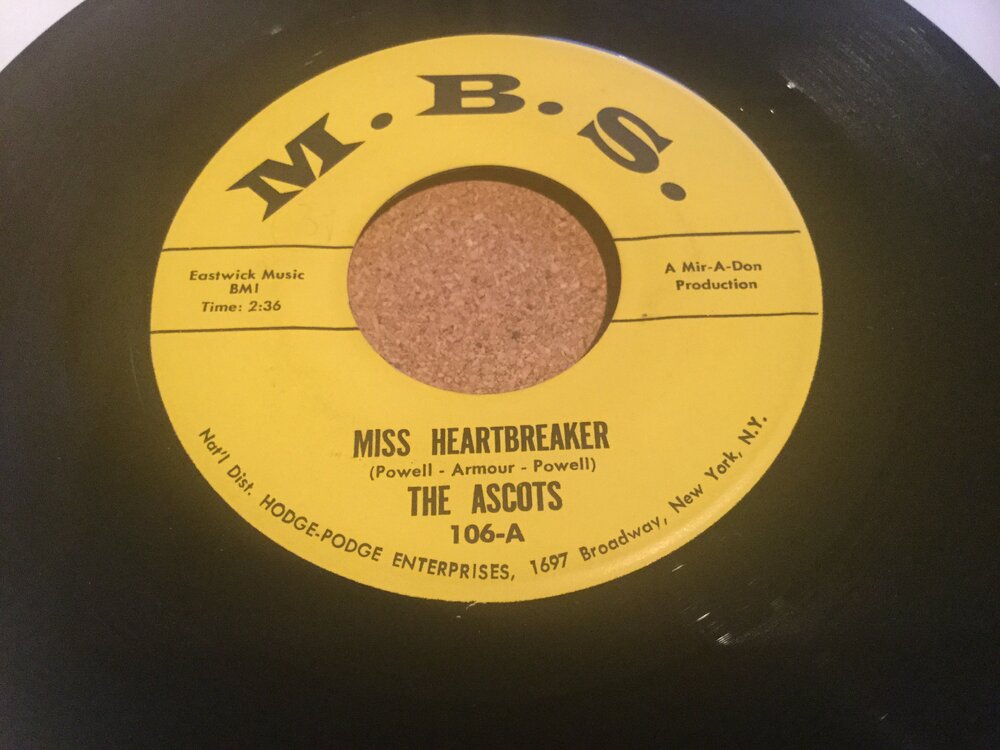 M. B. S.
Eastwick Music
BMI
Time: 2:36
A Mir-A-Don
Production
MISS HEARTBREAKER
(Powell - Armour - Powell)
THE ASCOTS
106-A
Nat'l Dist. HODGE-PODGE ENTERPRISES, 1697 Broadway, New York, N.Y.